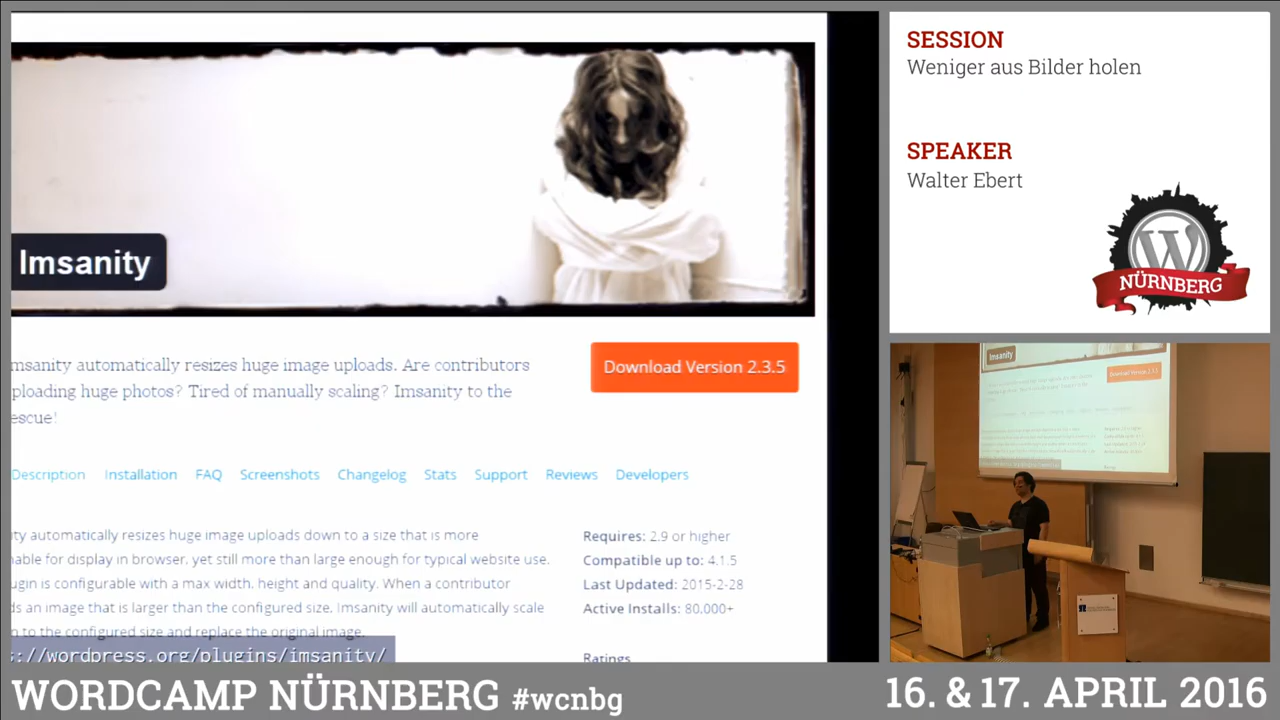 Imsanity
msanity automatically resizes huge image uploads. Are contributors
ploading huge photos? Tired of manually scaling? Imsanity to the
escue!
Download Version 2.3.5
Description Installation FAQ Screenshots Changelog Stats Support Reviews Developers
ty automatically resizes huge image uploads down to a size that is more
able for display in browser, yet still more than large enough for typical website use.
ugin is configurable with a max width, height and quality. When a contributor
ds an image that is larger than the configured size, Imsanity will automatically scale
n to the configured size and replace the original image.
s://wordpress.org/plugins/imsanity/
Requires: 2.9 or higher
Compatible up to: 4.1.5
Last Updated: 2015-2-28
Active Installs: 80.000+
Ratings
SESSION
Weniger aus Bilder holen
SPEAKER
Walter Ebert
W
NÜRNBERG
Imsanity
Download Version 2.3.5
WORDCAMP NÜRNBERG #wcnbg
16. & 17. APRIL 2016